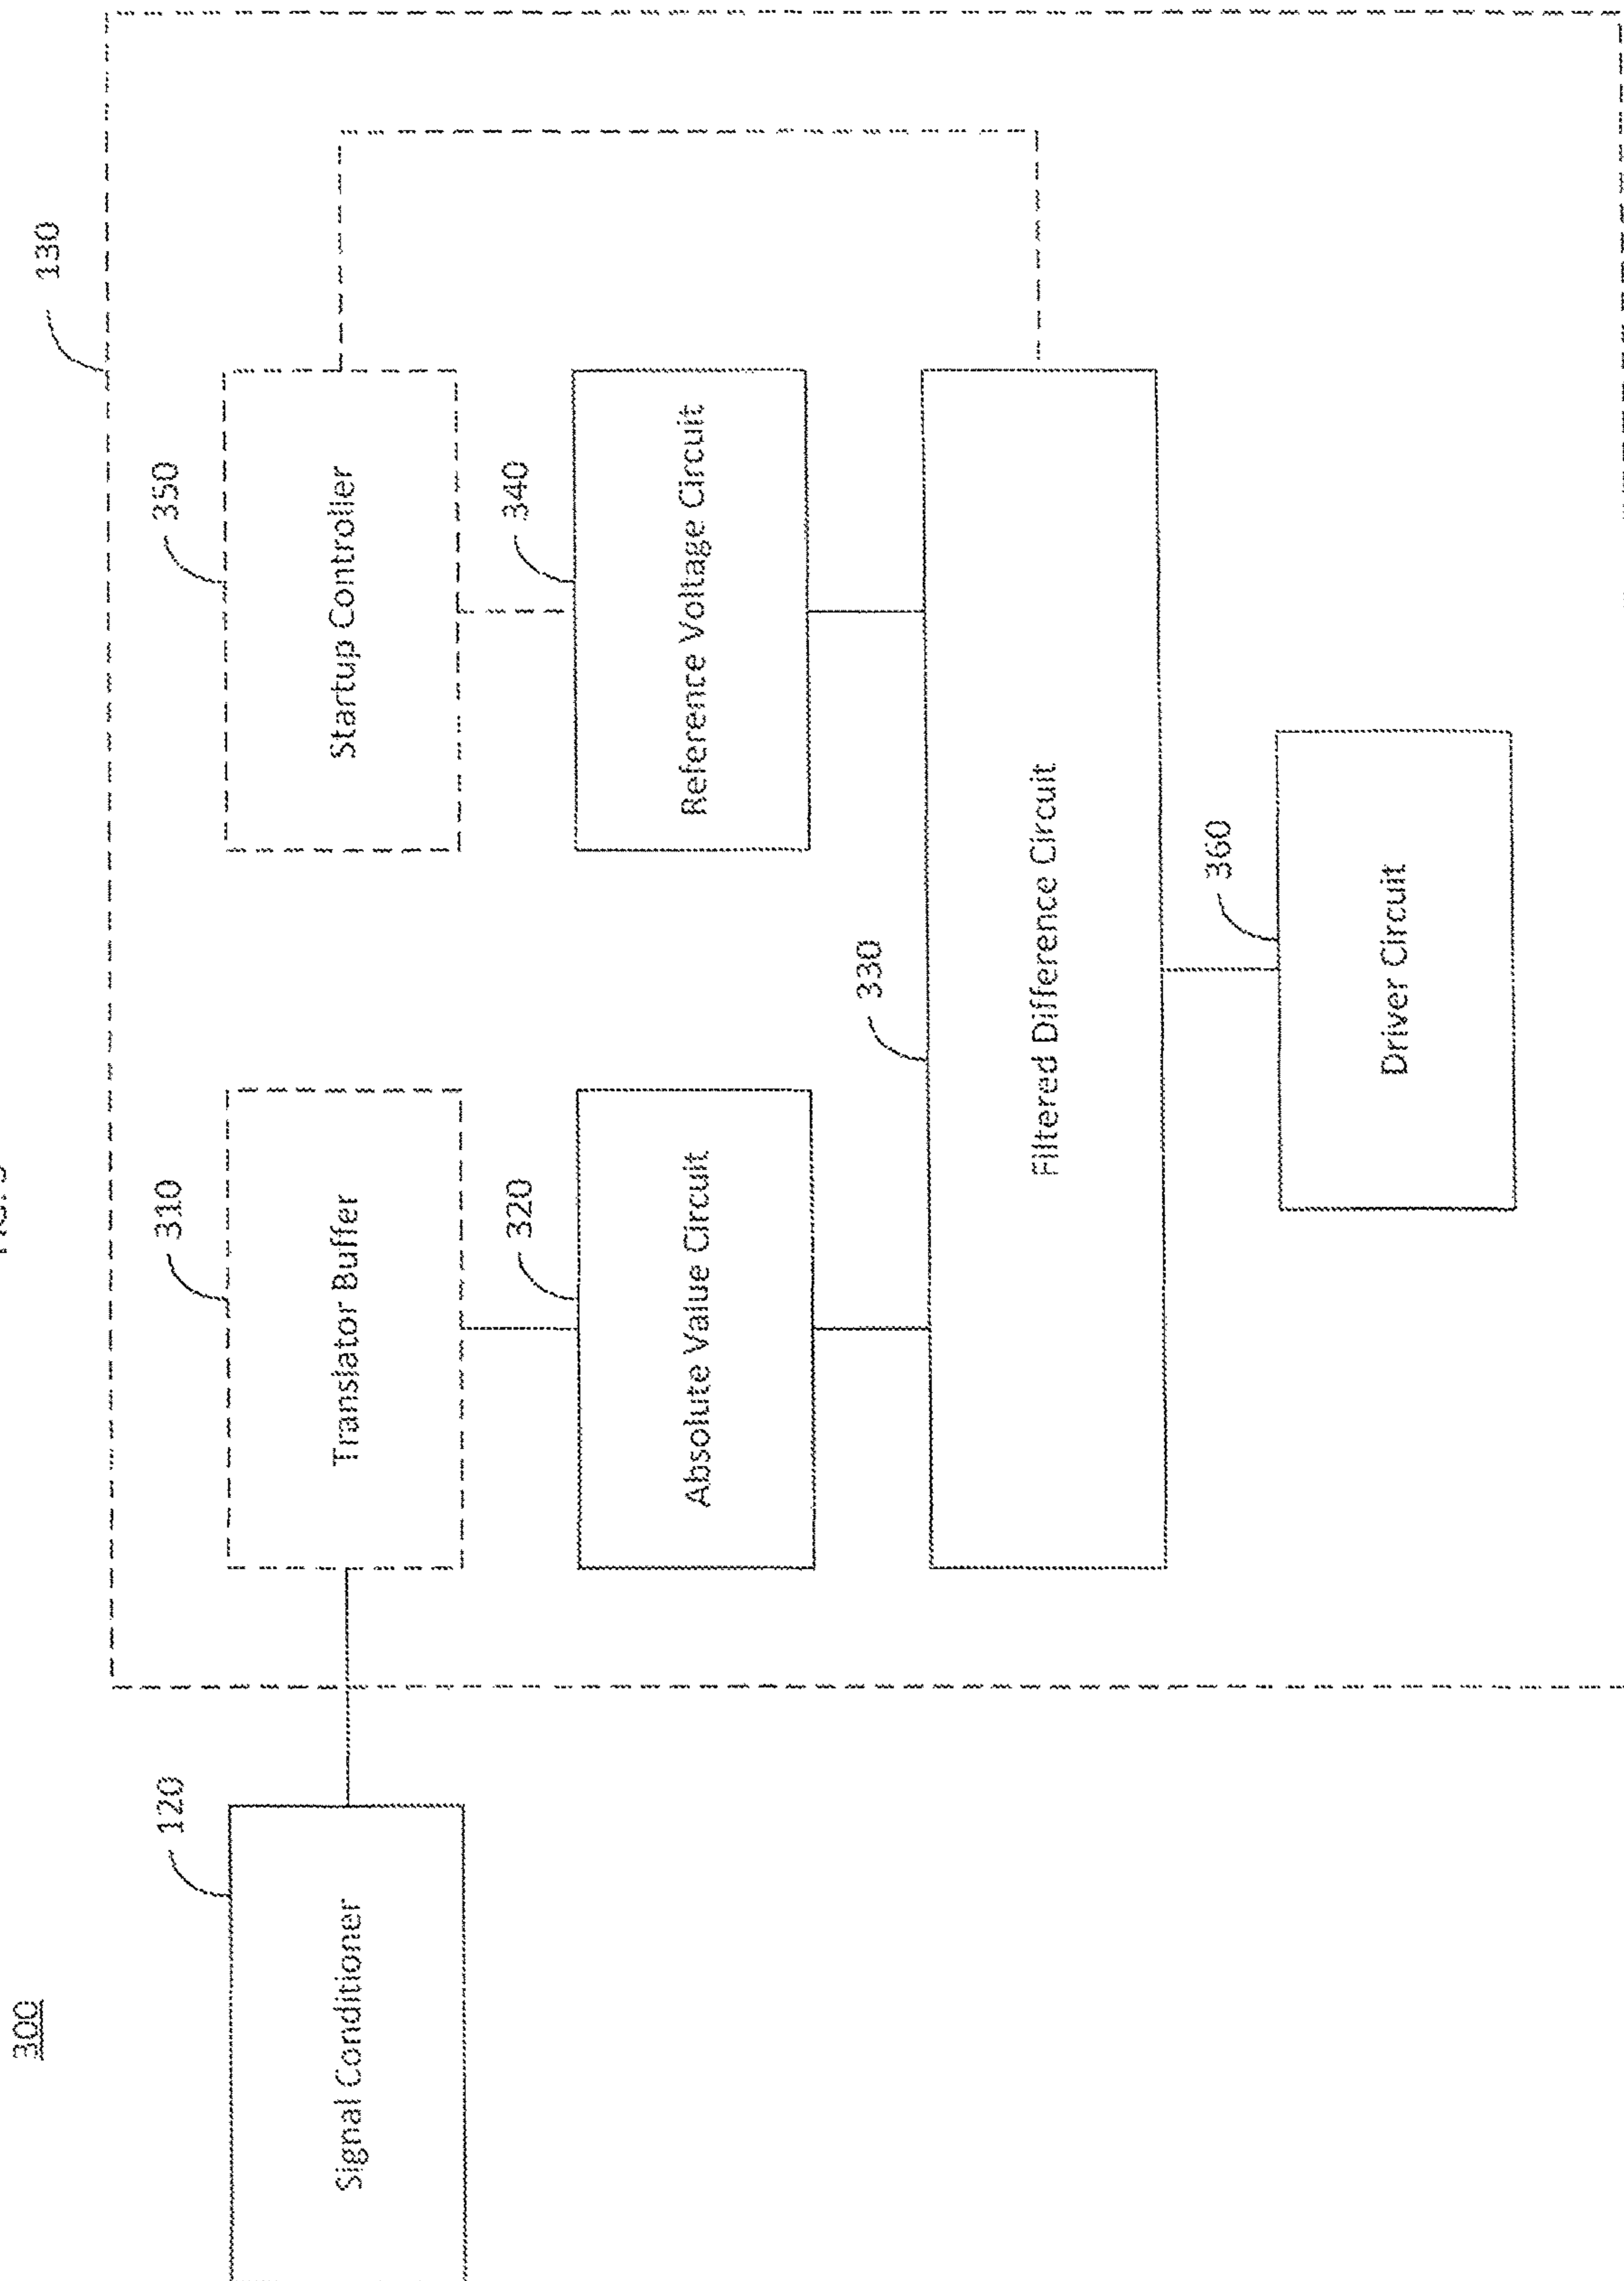 300
130
120
Signal Conditioner
310
Translator Buffer
350
Startup Controller
320
Absolute Value Circuit
340
Reference Voltage Circuit
330
Filtered Difference Circuit
360
Driver Circuit